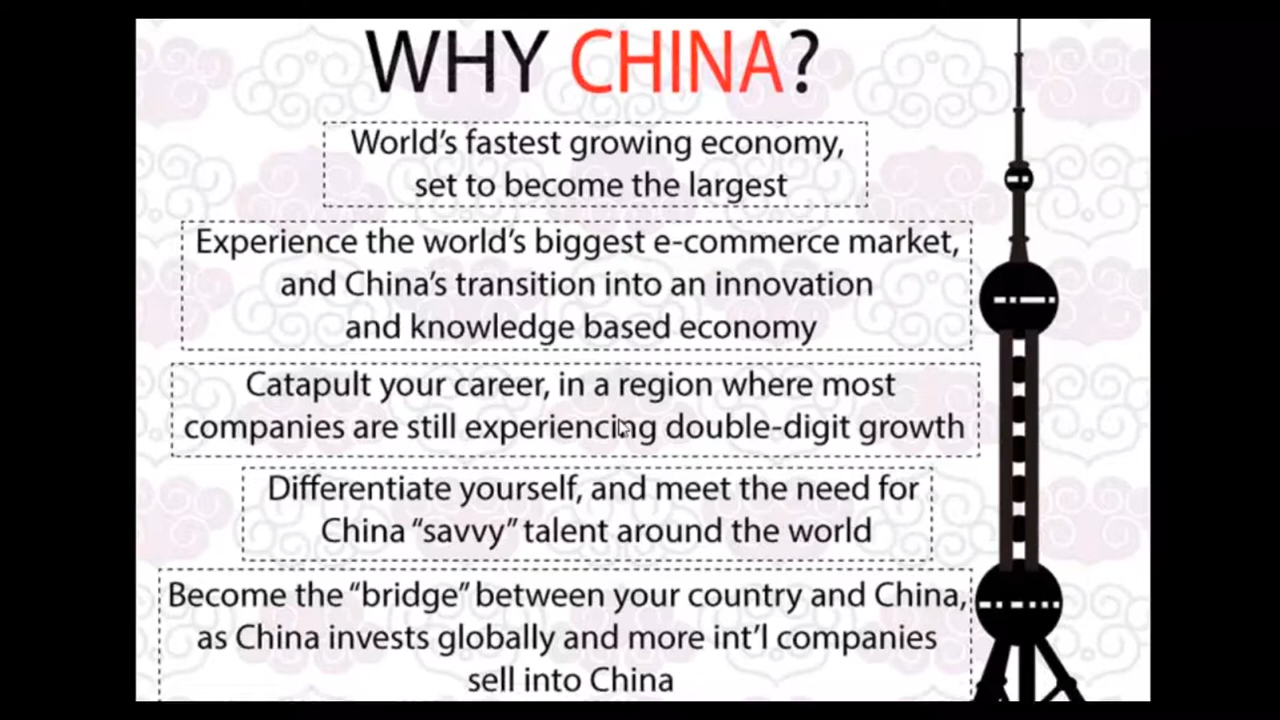 WHY CHINA?
World's fastest growing economy,
set to become the largest
Experience the world's biggest e-commerce market,
and China's transition into an innovation
and knowledge based economy
Catapult your career, in a region where most
companies are still experiencing double-digit growth
Differentiate yourself, and meet the need for
China “savvy” talent around the world
Become the “bridge” between your country and China,
as China invests globally and more int'l companies
sell into China